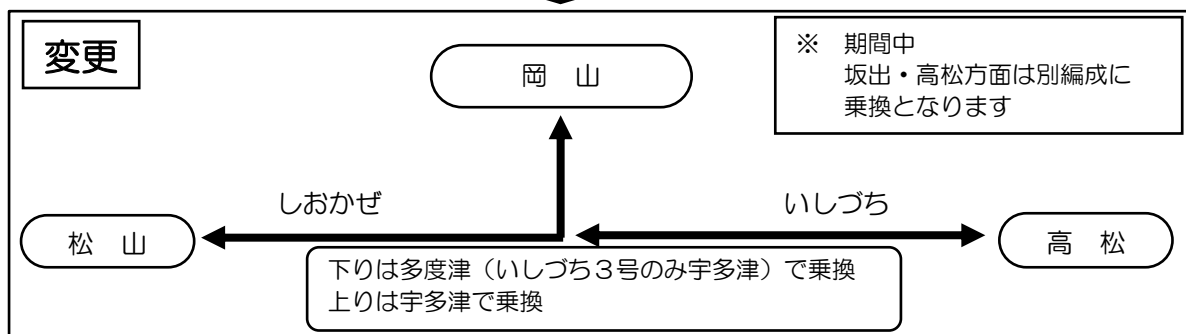 変更
岡 山
※ 期間中
坂出・高松方面は別編成に
乗換となります
しおかぜ
いしづち
松 山
高 松
下りは多度津（いしづち３号のみ宇多津）で乗換
上りは宇多津で乗換